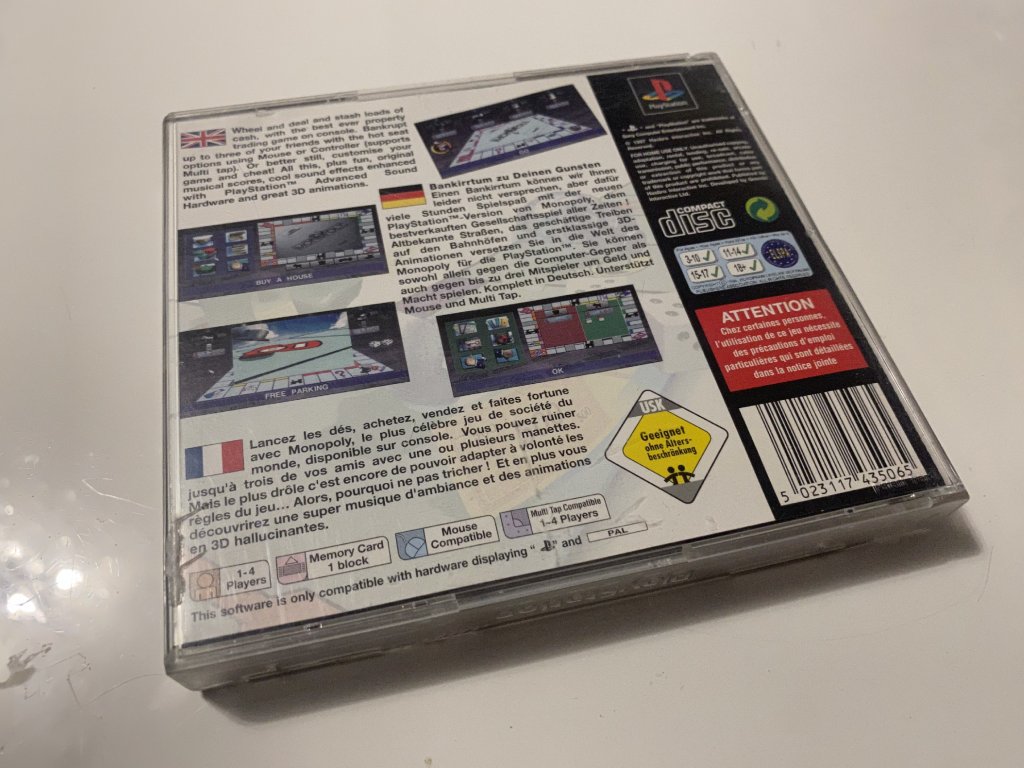 Wheel and deal and stash loads of
cash, with the best ever property
trading game on console. Bankrupt
up to three of your friends with the hot seat
options using Mouse or Controller (supports
Multi tap). Or better still, customise your
game and cheat! All this, plus fun, original
musical scores, cool sound effects enhanced
with PlayStation™ Advanced Sound
Hardware and great 3D animations.
GO
Bankirrtum zu Deinen Gunsten
Einen Bankirrtum können wir Ihnen
leider nicht versprechen, aber dafür
viele Stunden Spielspaß mit der neuen
PlayStation™-Version von Monopoly, dem
bestverkauften Gesellschaftsspiel aller Zeiten !
Altbekannte Straßen, das geschäftige Treiben
auf den Bahnhöfen und erstklassige 3D-
Animationen versetzen Sie in die Welt des
Monopoly für die PlayStation™. Sie können
sowohl allein gegen die Computer-Gegner als
auch gegen bis zu drei Mitspieler um Geld und
Macht spielen. Komplett in Deutsch. Unterstützt
Mouse und Multi Tap.
BUY A HOUSE
FREE PARKING
OK
Lancez les dés, achetez, vendez et faites fortune
avec Monopoly, le plus célèbre jeu de société du
monde, disponible sur console. Vous pouvez ruiner
jusqu'à trois de vos amis avec une ou plusieurs manettes.
Mais le plus drôle c'est encore de pouvoir adapter à volonté les
règles du jeu... Alors, pourquoi ne pas tricher ! Et en plus vous
découvrirez une super musique d'ambiance et des animations
en 3D hallucinantes.
1-4
Players
Memory Card
1 block
Mouse
Compatible
Multi Tap Compatible
1-4 Players
This software is only compatible with hardware displaying " " and PAL
USK
Geeignet
ohne Alters-
beschränkung
PlayStation
COMPACT
disc
3-10
11-14
15-17
18+
ELSPA
ATTENTION
Chez certaines personnes,
l'utilisation de ce jeu nécessite
des précautions d'emploi
particulières qui sont détaillées
dans la notice jointe
5 023117 435065